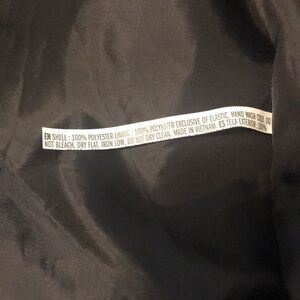 EN SHELL : 100% POLYESTER LINING : 100% POLYESTER EXCLUSIVE OF ELASTIC. HAND WASH COLD. DO
NOT BLEACH. DRY FLAT. IRON LOW. DO NOT DRY CLEAN. MADE IN VIETNAM. ES TELA EXTERIOR : 100%